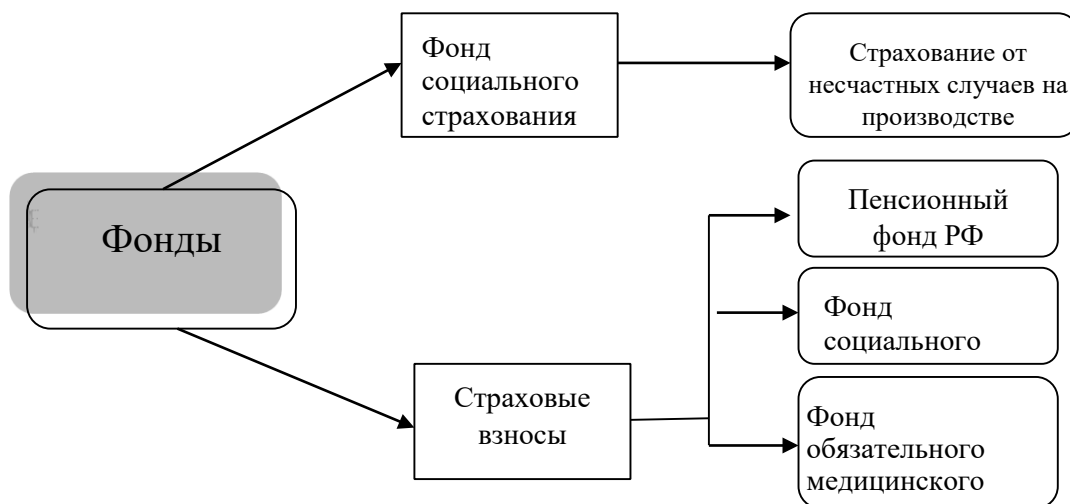 Фонд
социального
страхования
Страхование от
несчастных случаев на
производстве
Фонды
Пенсионный
фонд РФ
Фонд
социального
Страховые
взносы
Фонд
обязательного
медицинского